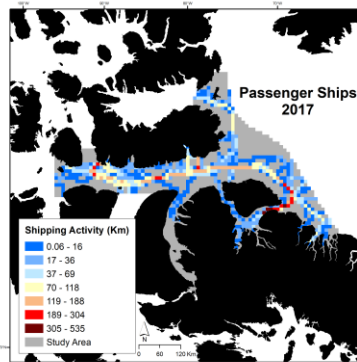 Passenger Ships
2017
Shipping Activity (Km)
0.06 - 16
17 - 36
37 - 69
70 - 118
119 - 188
189 - 304
305 - 535
Study Area
N
0 30 60 120 Km